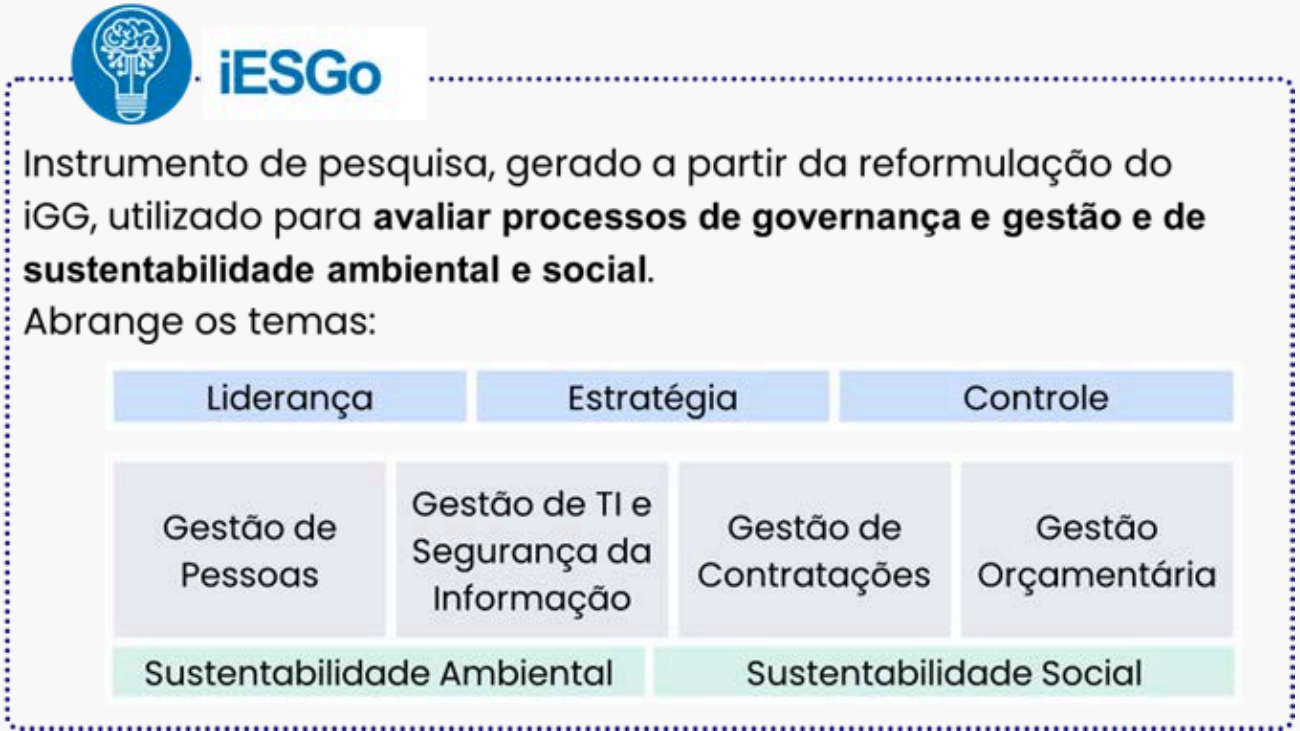 iESGo
Instrumento de pesquisa, gerado a partir da reformulação do
iGG, utilizado para avaliar processos de governança e gestão e de
sustentabilidade ambiental e social.
Abrange os temas:
Liderança
Estratégia
Controle
Gestão de
Pessoas
Gestão de TI e
Segurança da
Informação
Gestão de
Contratações
Gestão
Orçamentária
Sustentabilidade Ambiental
Sustentabilidade Social